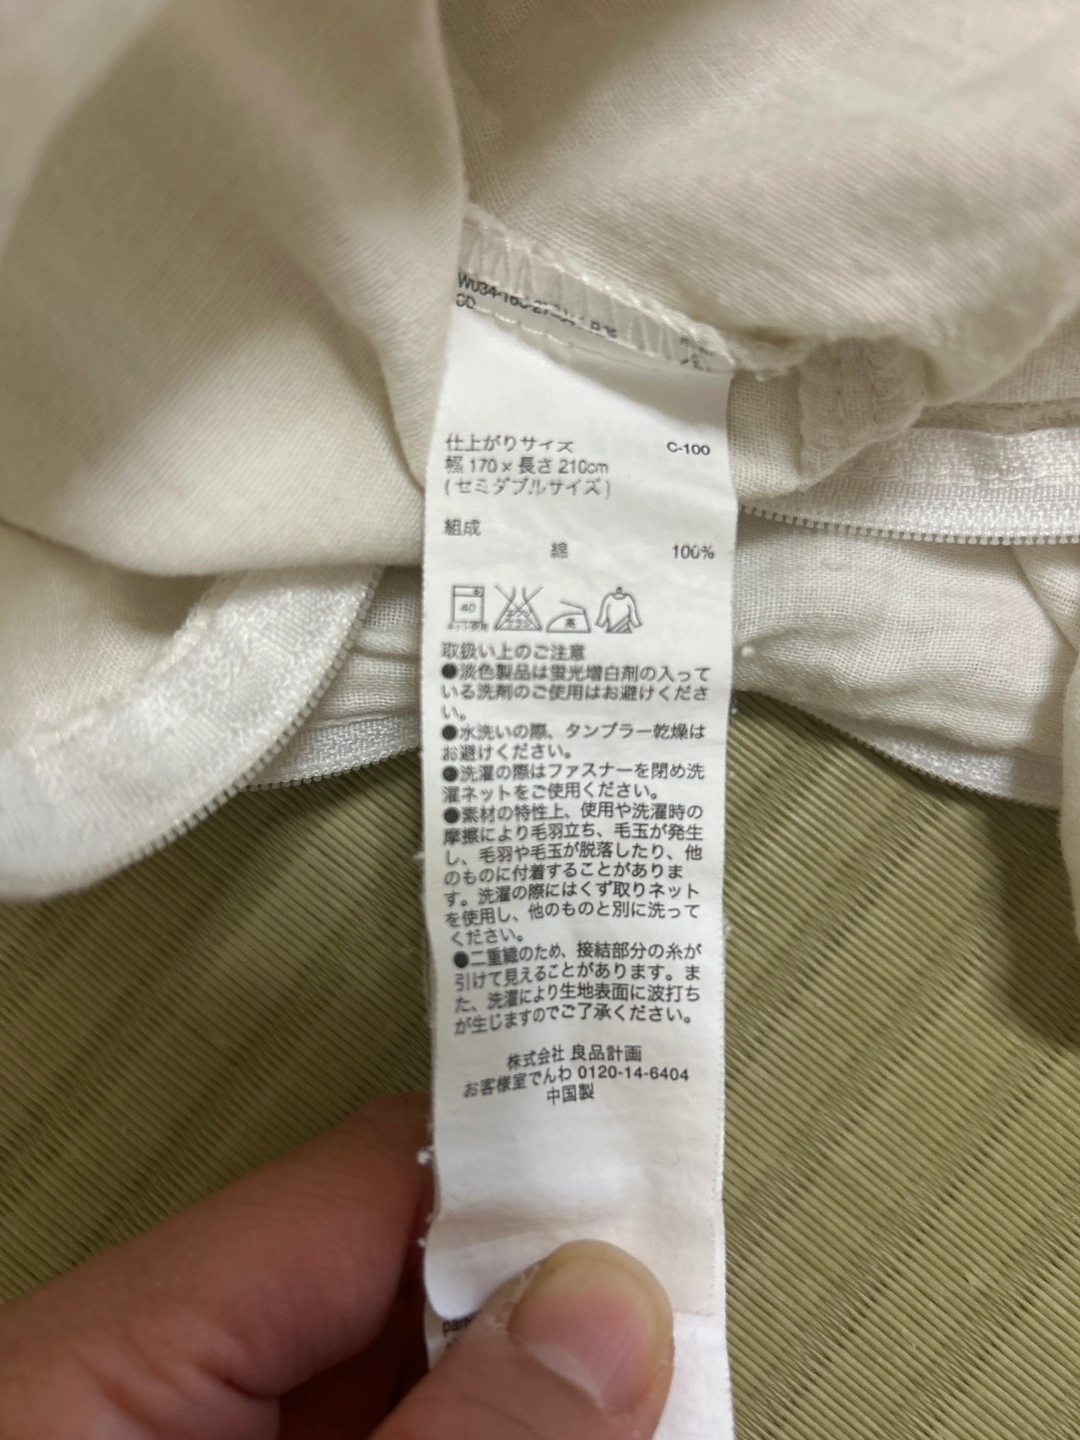 仕上がりサイズ C-100
幅 170 × 長さ 210cm
(セミダブルサイズ)
組成
綿 100%
40
ネット使用
エンソ
サラシ
高
取扱い上のご注意
●淡色製品は蛍光増白剤の入って
いる洗剤のご使用はお避けくださ
い。
●水洗いの際、タンブラー乾燥は
お避けください。
●洗濯の際はファスナーを閉め洗
濯ネットをご使用ください。
●素材の特性上、使用や洗濯時の
摩擦により毛羽立ち、毛玉が発生
し、毛羽や毛玉が脱落したり、他
のものに付着することがありま
す。洗濯の際にはくず取りネット
を使用し、他のものと別に洗って
ください。
●二重織のため、接結部分の糸が
引けて見えることがあります。ま
た、洗濯により生地表面に波打ち
が生じますのでご了承ください。
株式会社 良品計画
お客様室でんわ 0120-14-6404
中国製